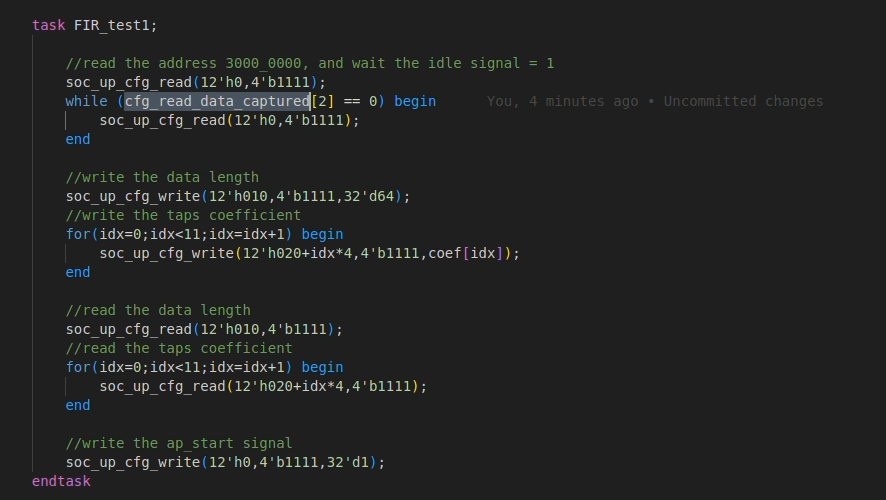 task FIR_test1;
//read the address 3000_0000, and wait the idle signal = 1
soc_up_cfg_read(12'h0,4'b1111);
while (cfg_read_data_captured[2] == 0) begin You, 4 minutes ago • Uncommitted changes
soc_up_cfg_read(12'h0,4'b1111);
end
//write the data length
soc_up_cfg_write(12'h010,4'b1111,32'd64);
//write the taps coefficient
for(idx=0;idx<11;idx=idx+1) begin
soc_up_cfg_write(12'h020+idx*4,4'b1111,coef[idx]);
end
//read the data length
soc_up_cfg_read(12'h010,4'b1111);
//read the taps coefficient
for(idx=0;idx<11;idx=idx+1) begin
soc_up_cfg_read(12'h020+idx*4,4'b1111);
end
//write the ap_start signal
soc_up_cfg_write(12'h0,4'b1111,32'd1);
endtask